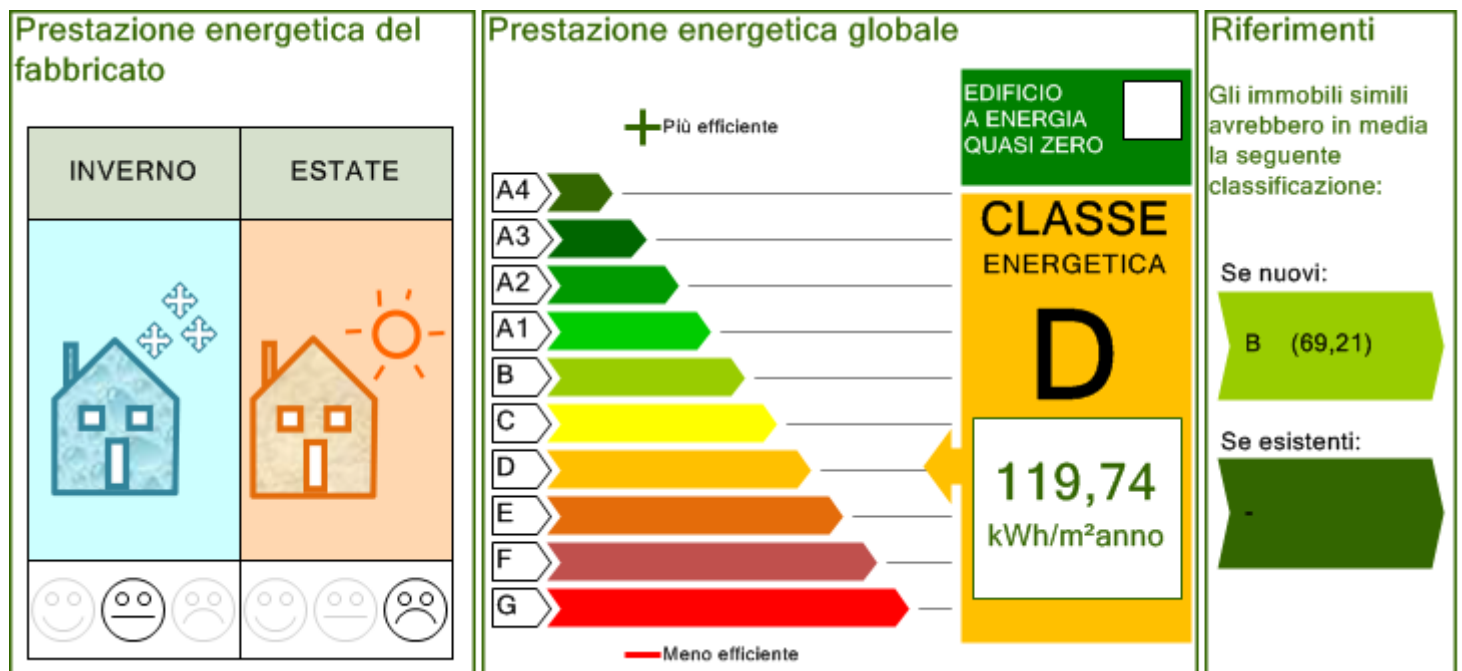 Prestazione energetica del
fabbricato
INVERNO
ESTATE
Prestazione energetica globale
Più efficiente
A4
A3
A2
A1
B
C
D
E
F
G
Meno efficiente
EDIFICIO
A ENERGIA
QUASI ZERO
CLASSE
ENERGETICA
D
119,74
kWh/m²anno
Riferimenti
Gli immobili simili
avrebbero in media
la seguente
classificazione:
Se nuovi:
B (69,21)
Se esistenti:
-